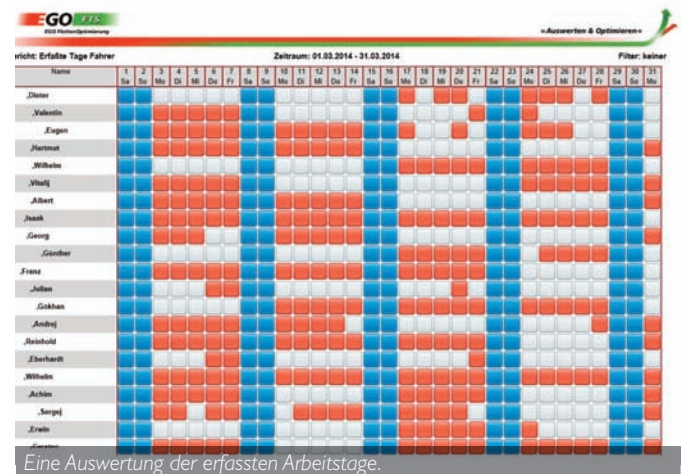 EGO FTS
EGO FlottenOptimierung
»Auswerten & Optimieren«
richt: Erfaßte Tage Fahrer Zeitraum: 01.03.2014 - 31.03.2014 Filter: keiner
Name 1 2 3 4 5 6 7 8 9 10 11 12 13 14 15 16 17 18 19 20 21 22 23 24 25 26 27 28 29 30 31
Sa So Mo Di Mi Do Fr Sa So Mo Di Mi Do Fr Sa So Mo Di Mi Do Fr Sa So Mo Di Mi Do Fr Sa So Mo
,Dieter
,Valentin
,Eugen
,Hartmut
,Wilhelm
,Vitalij
,Albert
,Isaak
,Georg
,Günther
,Franz
,Julian
,Gökhan
,Andrej
,Reinhold
,Eberhardt
,Wilhelm
,Achim
,Sergej
,Erwin
Eine Auswertung der erfassten Arbeitstage.